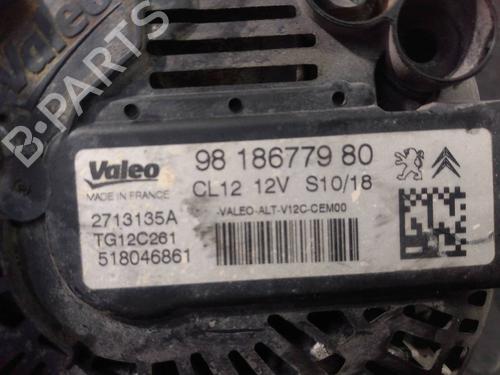 Valeo
B-PARTS
Valeo
MADE IN FRANCE
98 186779 80
CL12 12V S10/18
2713135A
TG12C261
518046861
-VALEO-ALT-V12C-CEM00